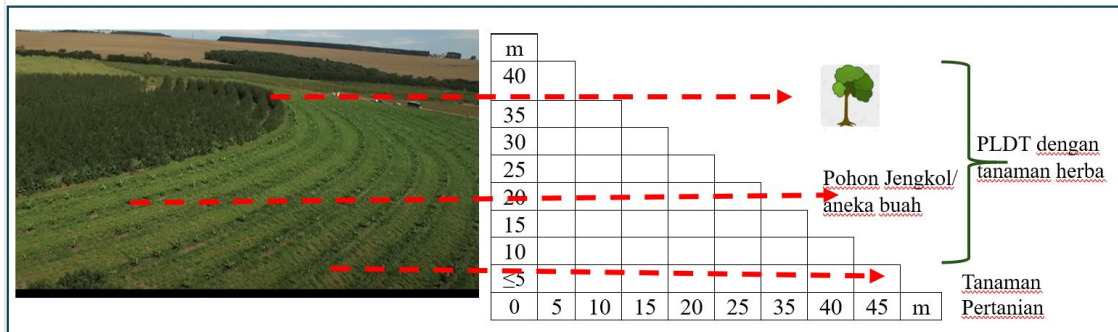 m
40
35
30
25
20
15
10
≤5
0 5 10 15 20 25 35 40 45 m
Pohon Jengkol/
aneka buah
PLDT dengan
tanaman herba
Tanaman
Pertanian